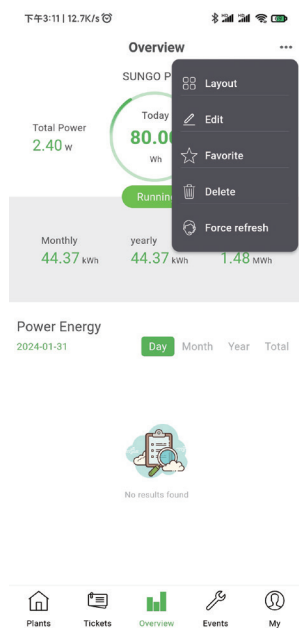 下午3:11 | 12.7K/s
Overview
SUNGO P
Layout
Edit
Favorite
Delete
Force refresh
Total Power
2.40 w
Today
80.0
Wh
Running
Monthly
44.37 kWh
yearly
44.37 kWh
1.48 MWh
Power Energy
2024-01-31
Day Month Year Total
No results found
Plants Tickets Overview Events My